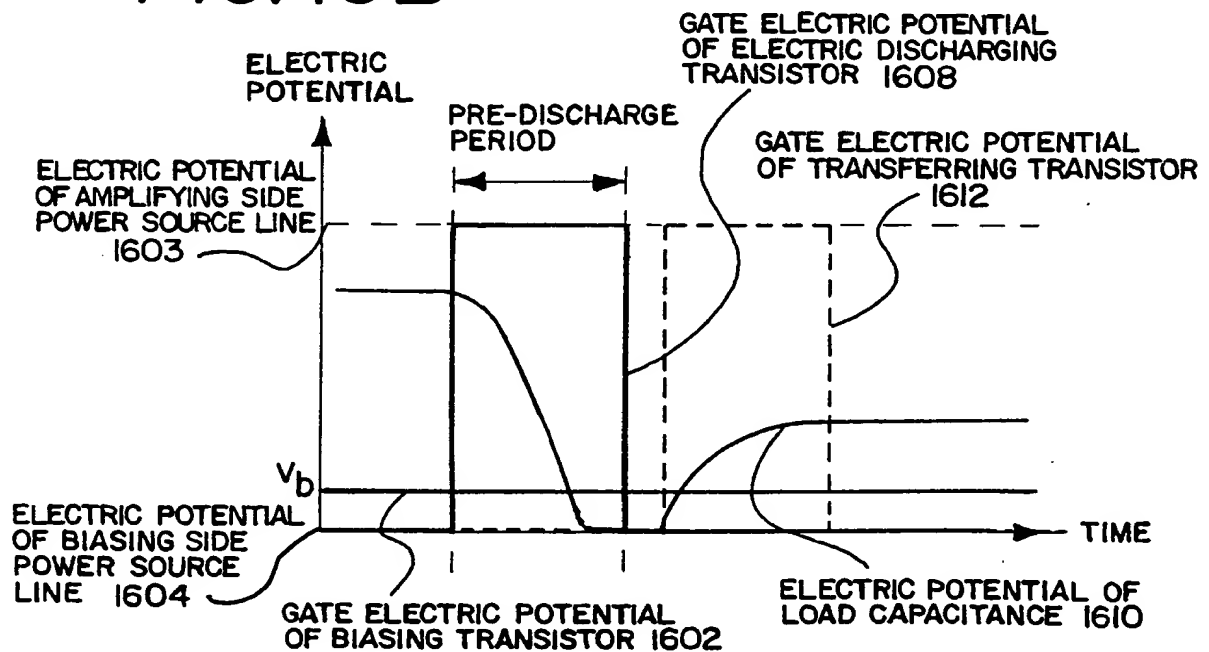 ELECTRIC
POTENTIAL
GATE ELECTRIC POTENTIAL
OF ELECTRIC DISCHARGING
TRANSISTOR 1608
PRE-DISCHARGE
PERIOD
GATE ELECTRIC POTENTIAL
OF TRANSFERRING TRANSISTOR
1612
ELECTRIC POTENTIAL
OF AMPLIFYING SIDE
POWER SOURCE LINE
1603
Vb
ELECTRIC POTENTIAL
OF BIASING SIDE
POWER SOURCE
LINE 1604
TIME
GATE ELECTRIC POTENTIAL
OF BIASING TRANSISTOR 1602
ELECTRIC POTENTIAL OF
LOAD CAPACITANCE 1610